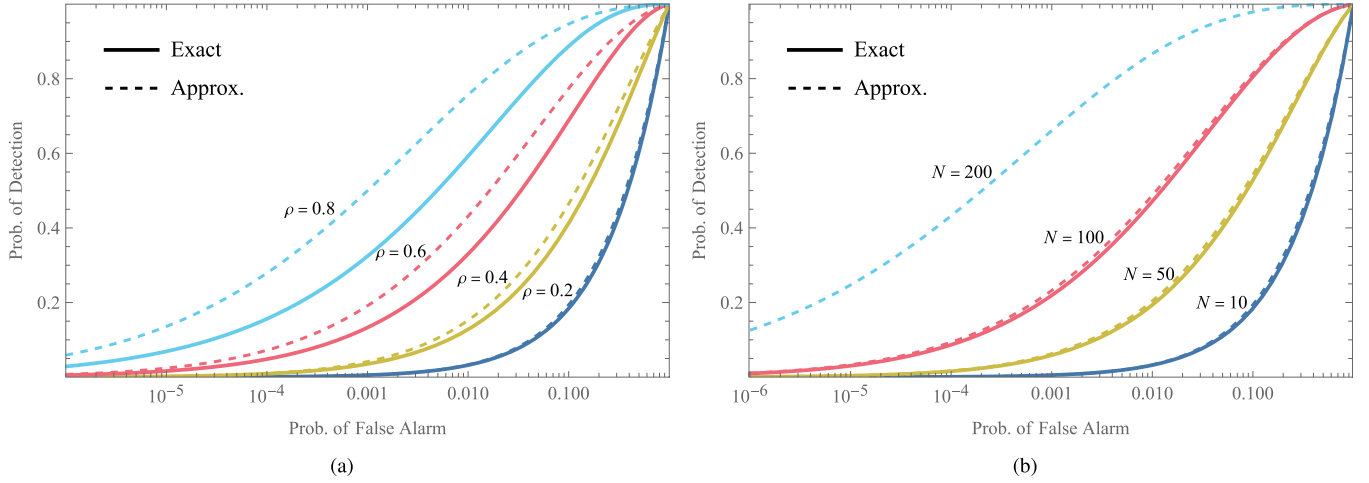 Exact
Approx.
Prob. of Detection
0.8
0.6
0.4
0.2
ρ = 0.8
ρ = 0.6
ρ = 0.4
ρ = 0.2
10⁻⁵
10⁻⁴
0.001
0.010
0.100
Prob. of False Alarm
(a)
Exact
Approx.
Prob. of Detection
0.8
0.6
0.4
0.2
N = 200
N = 100
N = 50
N = 10
10⁻⁶
10⁻⁵
10⁻⁴
0.001
0.010
0.100
Prob. of False Alarm
(b)